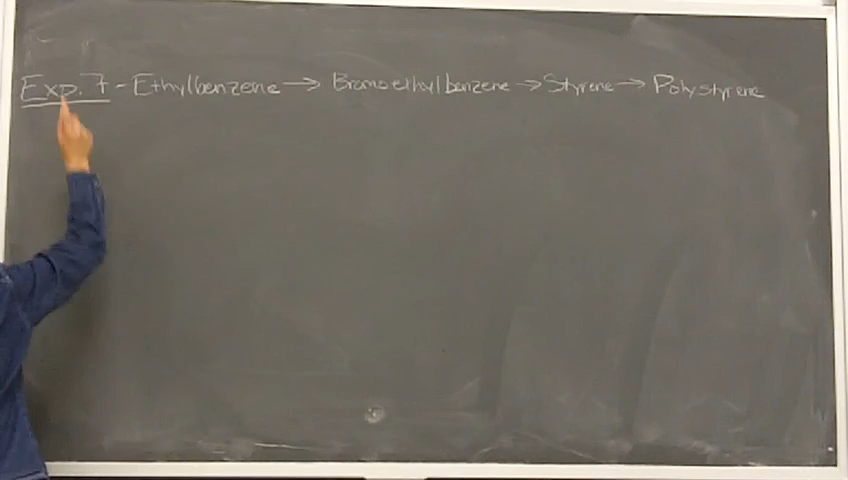 Exp. 7 - Ethylbenzene → Bromoethylbenzene → Styrene → Polystyrene